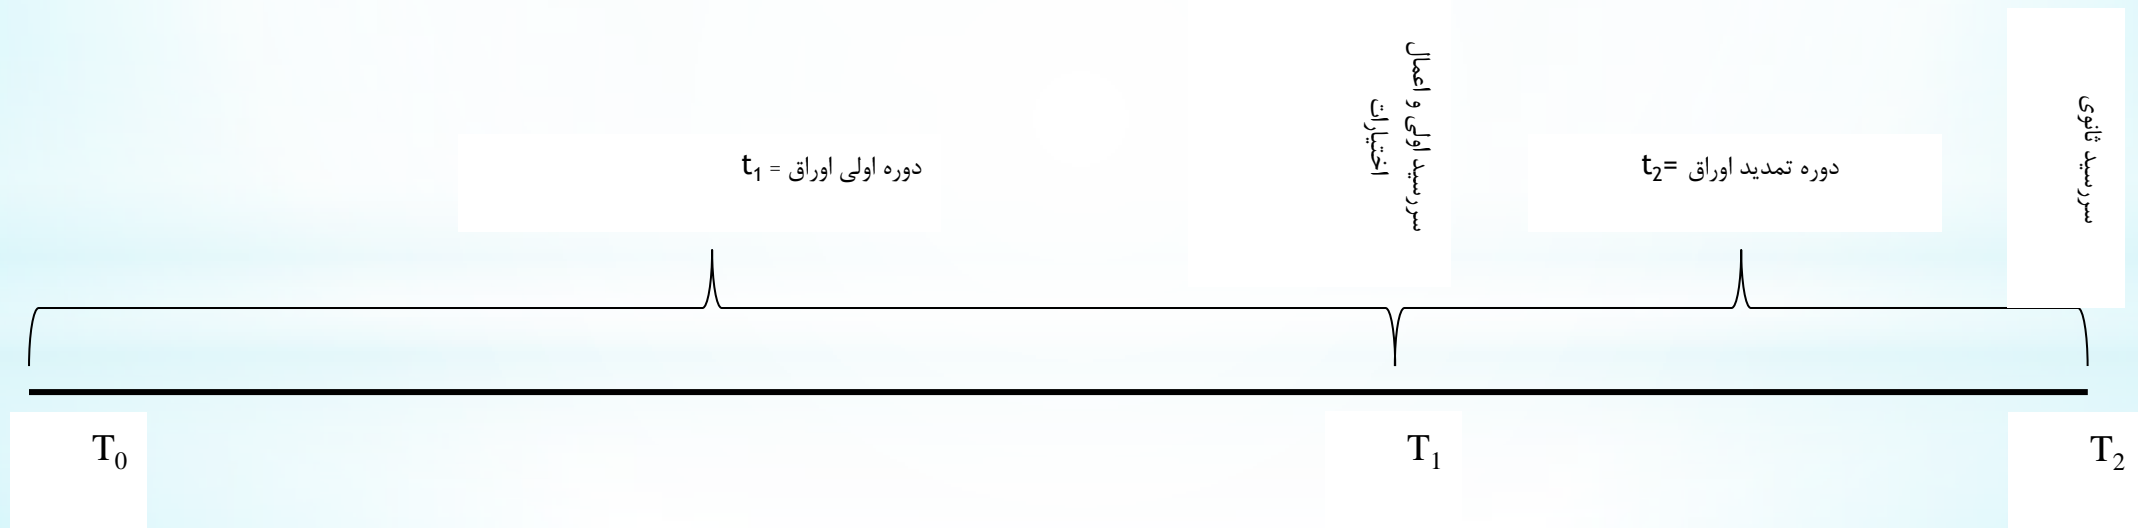 سررسید ثانوی
سررسید اولی و اعمال
اختیارات
دوره تمدید اوراق =t₂
دوره اولی اوراق = t₁
T₀
T₁
T₂